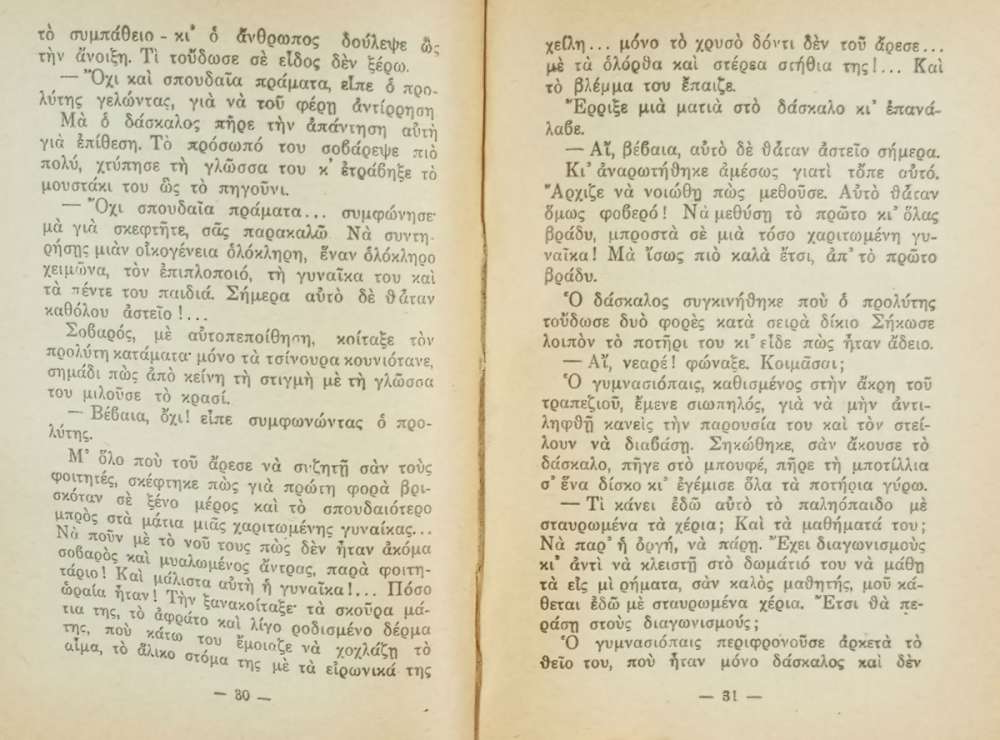 τὸ συμπάθειο - κι' ὁ ἄνθρωπος δούλεψε ὣς
τὴν ἄνοιξη. Τὶ τοὔδωσε σὲ εἶδος δὲν ξέρω.
— Ὄχι καὶ σπουδαῖα πράματα, εἶπε ὁ προ-
λύτης γελώντας, γιὰ νὰ τοῦ φέρῃ ἀντίρρηση
Μὰ ὁ δάσκαλος πῆρε τὴν ἀπάντηση αὐτὴ
γιὰ ἐπίθεση. Τὸ πρόσωπό του σοβάρεψε πιὸ
πολύ, χτύπησε τὴ γλῶσσα του κ' ἐτράβηξε τὸ
μουστάκι του ὣς τὸ πηγοῦνι.
— Ὄχι σπουδαῖα πράματα... συμφώνησε·
μὰ γιὰ σκεφτῆτε, σᾶς παρακαλῶ Νὰ συντη-
ρήσῃς μιὰν οἰκογένεια ὁλόκληρη, ἕναν ὁλόκληρο
χειμῶνα, τὸν ἐπιπλοποιό, τὴ γυναῖκα του καὶ
τὰ πέντε του παιδιά. Σήμερα αὐτὸ δὲ θἆταν
καθόλου ἀστεῖο!...
Σοβαρός, μὲ αὐτοπεποίθηση, κοίταξε τὸν
προλύτη κατάματα· μόνο τὰ τσίνουρα κουνιότανε,
σημάδι πὼς ἀπὸ κείνη τὴ στιγμὴ μὲ τὴ γλῶσσα
του μιλοῦσε τὸ κρασί.
— Βέβαια, ὄχι! εἶπε συμφωνώντας ὁ προ-
λύτης.
Μ' ὅλο ποὺ τοῦ ἄρεσε νὰ συζητῇ σὰν τοὺς
φοιτητές, σκέφτηκε πὼς γιὰ πρώτη φορὰ βρι-
σκόταν σὲ ξένο μέρος καὶ τὸ σπουδαιότερο
μπρὸς στὰ μάτια μιᾶς χαριτωμένης γυναίκας...
Νὰ ποῦν μὲ τὸ νοῦ τους πὼς δὲν ἦταν ἀκόμα
σοβαρὸς καὶ μυαλωμένος ἄντρας, παρὰ φοιτη-
τάριο! Καὶ μάλιστα αὐτὴ ἡ γυναῖκα!... Πόσο
ὡραία ἦταν! Τὴν ξανακοίταξε· τὰ σκοῦρα μά-
τια της, τὸ ἀφράτο καὶ λίγο ροδισμένο δέρμα
της, ποὺ κάτω του ἔμοιαζε νὰ χοχλάζῃ τὸ
αἷμα, τὸ ἄλικο στόμα της μὲ τὰ εἰρωνικά της
— 30 —
χείλη... μόνο τὸ χρυσὸ δόντι δὲν τοῦ ἄρεσε...
μὲ τὰ ὁλόρθα καὶ στέρεα στήθια της!... Καὶ
τὸ βλέμμα του ἔπαιζε.
Ἔρριξε μιὰ ματιὰ στὸ δάσκαλο κι' ἐπανά-
λαβε.
— Αἴ, βέβαια, αὐτὸ δὲ θἆταν ἀστεῖο σήμερα.
Κι' ἀναρωτήθηκε ἀμέσως γιατὶ τὄπε αὐτό.
Ἄρχιζε νὰ νοιώθῃ πὼς μεθοῦσε. Αὐτὸ θἆταν
ὅμως φοβερό! Νὰ μεθύσῃ τὸ πρῶτο κι' ὅλας
βράδυ, μπροστὰ σὲ μιὰ τόσο χαριτωμένη γυ-
ναῖκα! Μὰ ἴσως πιὸ καλὰ ἔτσι, ἀπ' τὸ πρῶτο
βράδυ.
Ὁ δάσκαλος συγκινήθηκε ποὺ ὁ προλύτης
τοὔδωσε δυὸ φορὲς κατὰ σειρὰ δίκιο Σήκωσε
λοιπὸν τὸ ποτήρι του κι' εἶδε πὼς ἦταν ἄδειο.
— Αἴ, νεαρέ! φώναξε. Κοιμᾶσαι;
Ὁ γυμνασιόπαις, καθισμένος στὴν ἄκρη τοῦ
τραπεζιοῦ, ἔμενε σιωπηλός, γιὰ νὰ μὴν ἀντι-
ληφθῇ κανεὶς τὴν παρουσία του καὶ τὸν στεί-
λουν νὰ διαβάσῃ. Σηκώθηκε, σὰν ἄκουσε τὸ
δάσκαλο, πῆγε στὸ μπουφέ, πῆρε τὴ μποτίλλια
σ' ἕνα δίσκο κι' ἐγέμισε ὅλα τὰ ποτήρια γύρω.
— Τὶ κάνει ἐδῶ αὐτὸ τὸ παληόπαιδο μὲ
σταυρωμένα τὰ χέρια; Καὶ τὰ μαθήματά του;
Νὰ παρ' ἡ ὀργή, νὰ πάρῃ. Ἔχει διαγωνισμοὺς
κι' ἀντὶ νὰ κλειστῇ στὸ δωμάτιό του νὰ μάθῃ
τὰ εἰς μὶ ρήματα, σὰν καλὸς μαθητής, μοῦ κά-
θεται ἐδῶ μὲ σταυρωμένα χέρια. Ἔτσι θὰ πε-
ράσῃ στοὺς διαγωνισμούς;
Ὁ γυμνασιόπαις περιφρονοῦσε ἀρκετὰ τὸ
θεῖο του, ποὺ ἦταν μόνο δάσκαλος καὶ δὲν
— 31 —